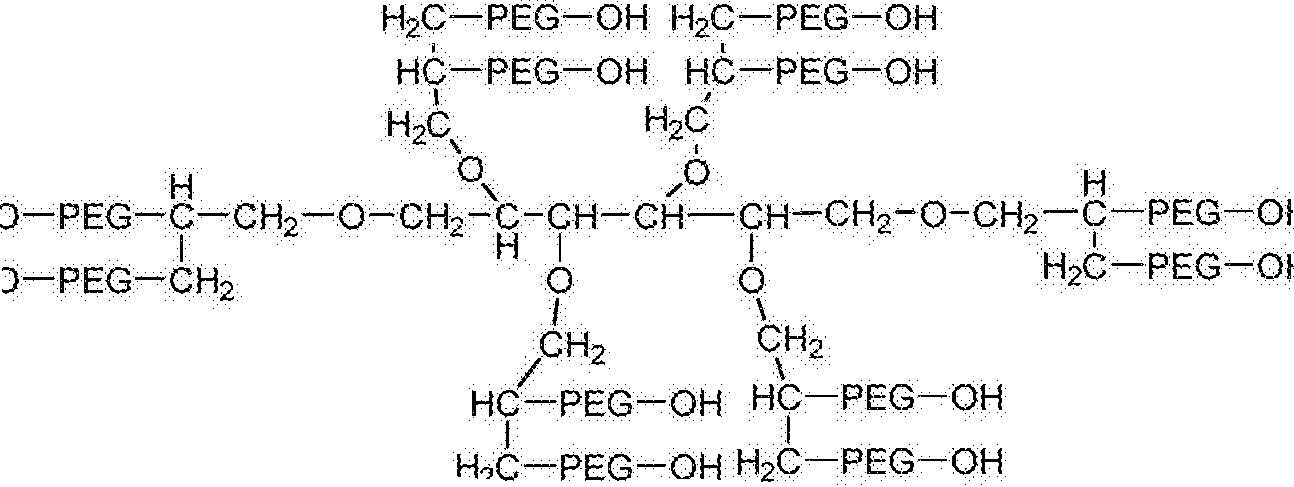 H₂C—PEG—OH H₂C—PEG—OH
HC—PEG—OH HC—PEG—OH
H₂C H₂C
O O
H H
O—PEG—C—CH₂—O—CH₂—C—CH—CH—CH—CH₂—O—CH₂—C—PEG—OH
H
O—PEG—CH₂ O O H₂C—PEG—OH
CH₂ CH₂
HC—PEG—OH HC—PEG—OH
H₂C—PEG—OH H₂C—PEG—OH